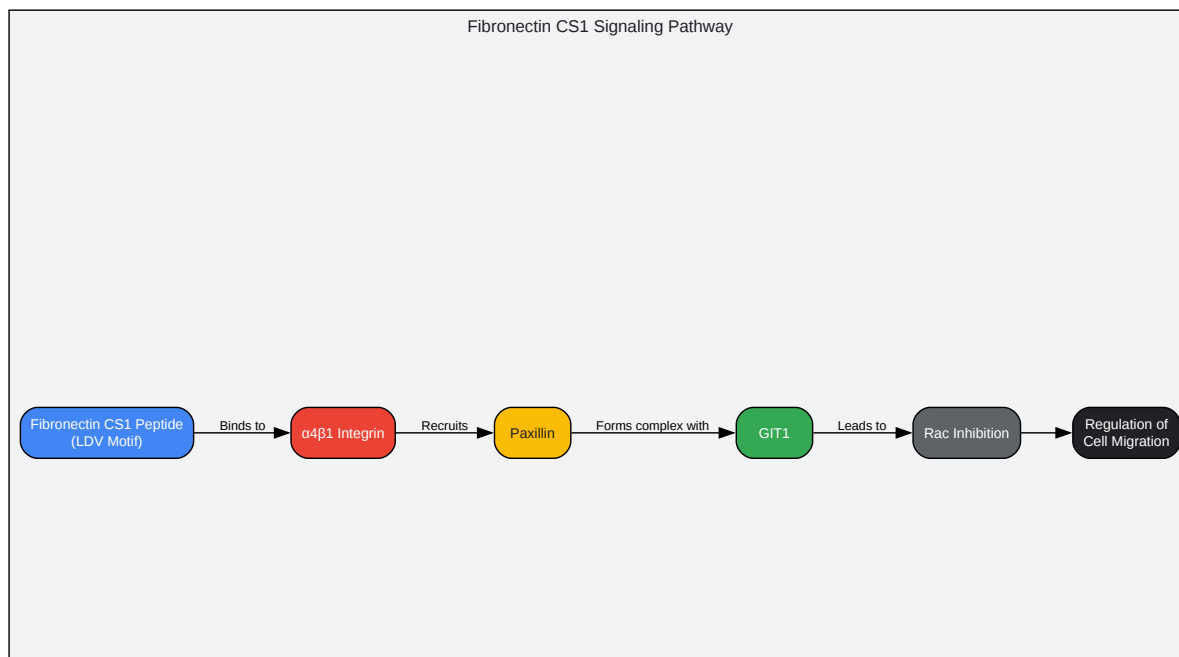 Fibronectin CS1 Signaling Pathway
Fibronectin CS1 Peptide
(LDV Motif)
Binds to
α4β1 Integrin
Recruits
Paxillin
Forms complex with
GIT1
Leads to
Rac Inhibition
Regulation of
Cell Migration